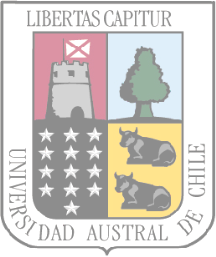 LIBERTAS CAPITUR
UNIVERSIDAD AUSTRAL DE CHILE